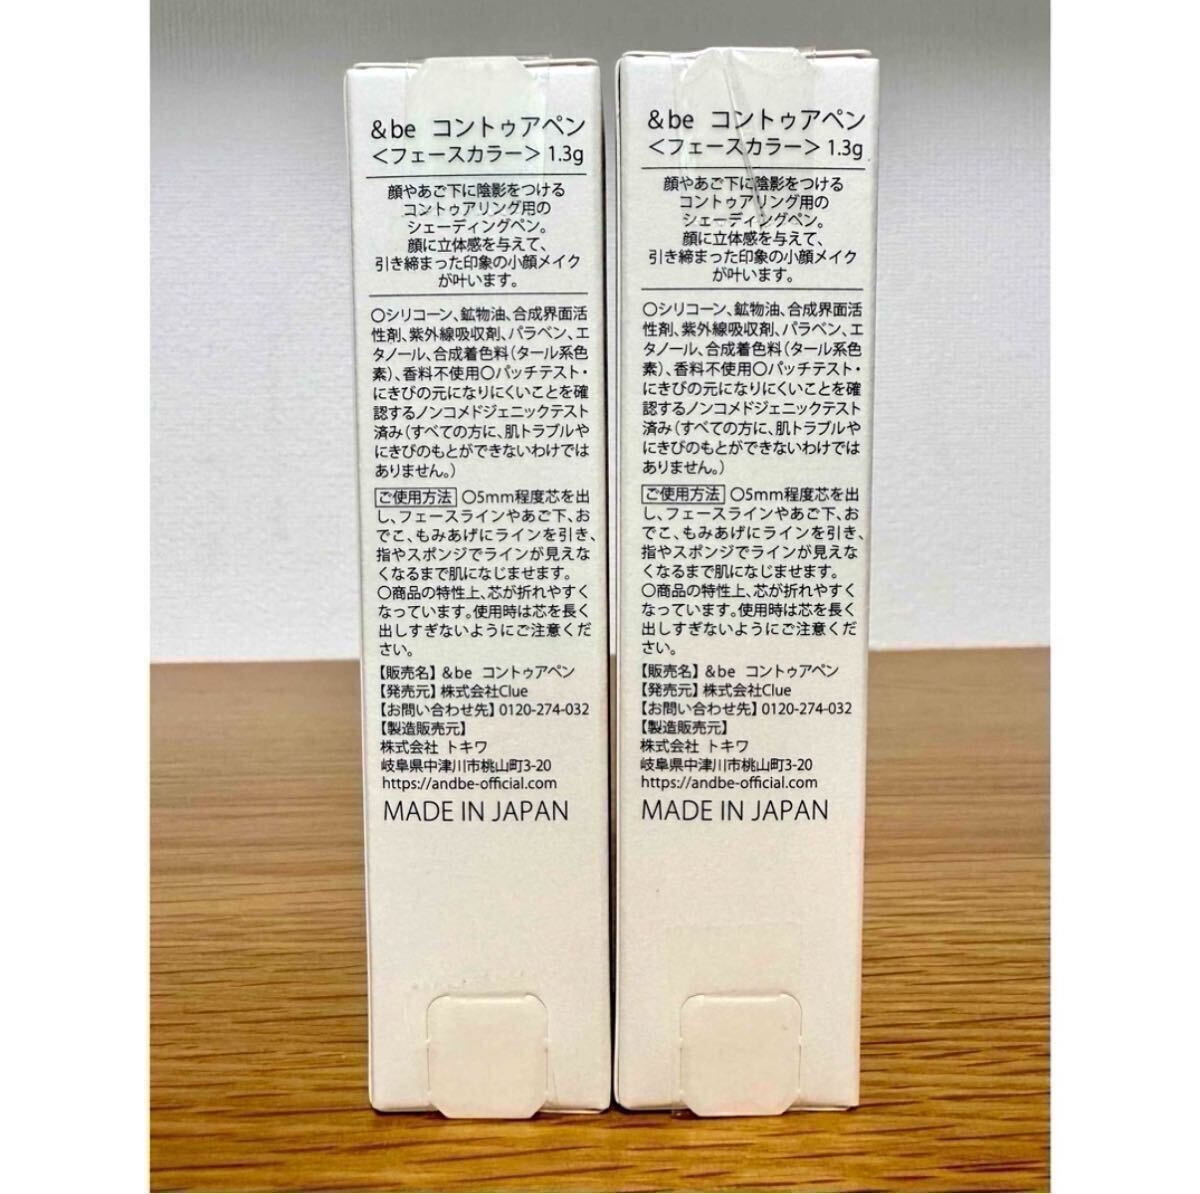 &be コントゥアペン
＜フェースカラー＞1.3g
顔やあご下に陰影をつける
コントゥアリング用の
シェーディングペン。
顔に立体感を与えて、
引き締まった印象の小顔メイク
が叶います。
○シリコーン、鉱物油、合成界面活
性剤、紫外線吸収剤、パラベン、エ
タノール、合成着色料(タール系色
素)、香料不使用○パッチテスト・
にきびの元になりにくいことを確
認するノンコメドジェニックテスト
済み(すべての方に、肌トラブルや
にきびのもとができないわけでは
ありません。)
ご使用方法 ○5mm程度芯を出
し、フェースラインやあご下、お
でこ、もみあげにラインを引き、
指やスポンジでラインが見えな
くなるまで肌になじませます。
○商品の特性上、芯が折れやすく
なっています。使用時は芯を長く
出しすぎないようにご注意くだ
さい。
【販売名】&be コントゥアペン
【発売元】株式会社Clue
【お問い合わせ先】0120-274-032
【製造販売元】
株式会社 トキワ
岐阜県中津川市桃山町3-20
https://andbe-official.com
MADE IN JAPAN
&be コントゥアペン
＜フェースカラー＞1.3g
顔やあご下に陰影をつける
コントゥアリング用の
シェーディングペン。
顔に立体感を与えて、
引き締まった印象の小顔メイク
が叶います。
○シリコーン、鉱物油、合成界面活
性剤、紫外線吸収剤、パラベン、エ
タノール、合成着色料(タール系色
素)、香料不使用○パッチテスト・
にきびの元になりにくいことを確
認するノンコメドジェニックテスト
済み(すべての方に、肌トラブルや
にきびのもとができないわけでは
ありません。)
ご使用方法 ○5mm程度芯を出
し、フェースラインやあご下、お
でこ、もみあげにラインを引き、
指やスポンジでラインが見えな
くなるまで肌になじませます。
○商品の特性上、芯が折れやすく
なっています。使用時は芯を長く
出しすぎないようにご注意くだ
さい。
【販売名】&be コントゥアペン
【発売元】株式会社Clue
【お問い合わせ先】0120-274-032
【製造販売元】
株式会社 トキワ
岐阜県中津川市桃山町3-20
https://andbe-official.com
MADE IN JAPAN